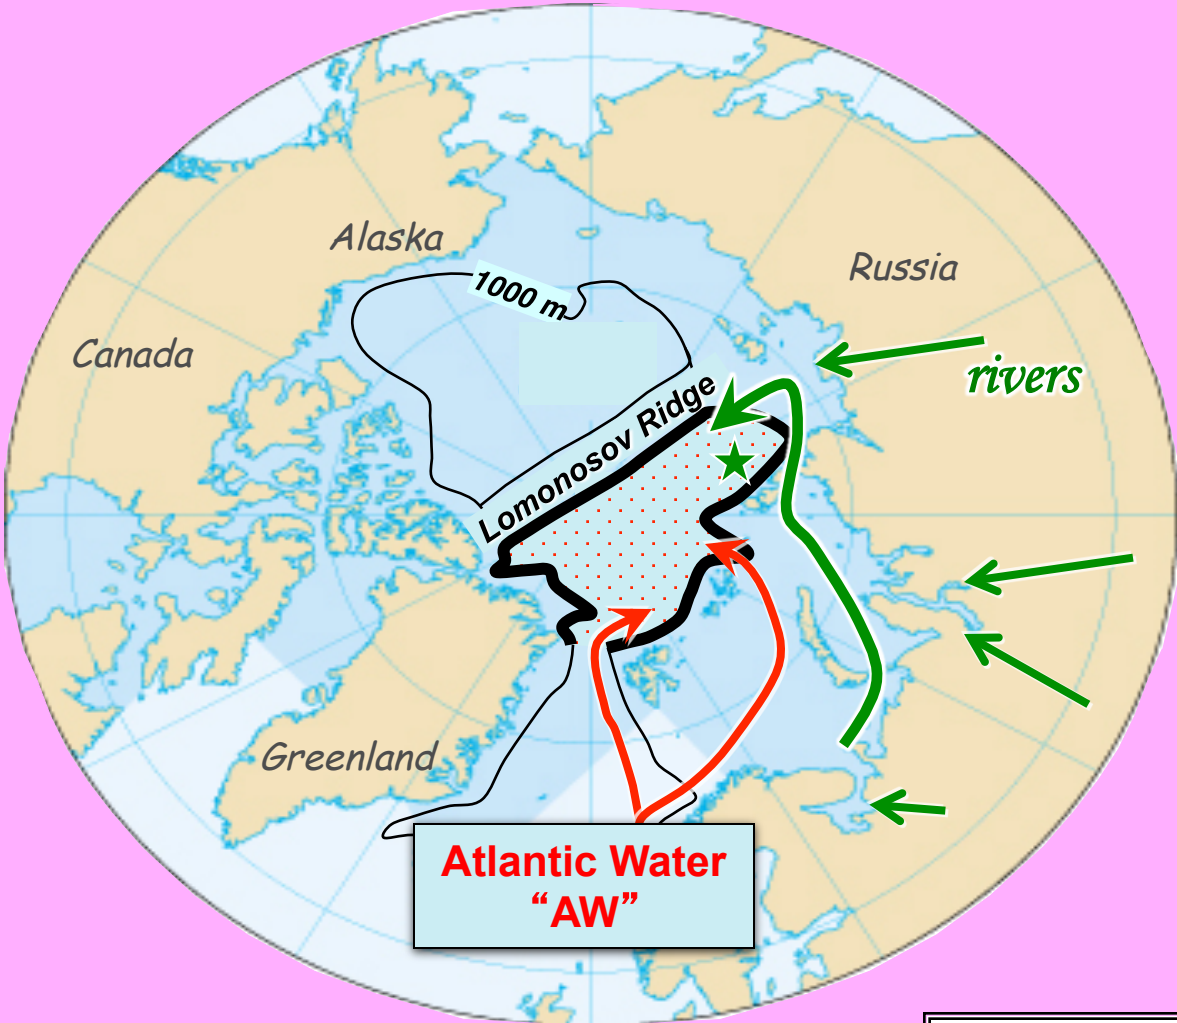 Alaska
Russia
1000 m
Canada
rivers
Lomonosov Ridge
Greenland
Atlantic Water
“AW”